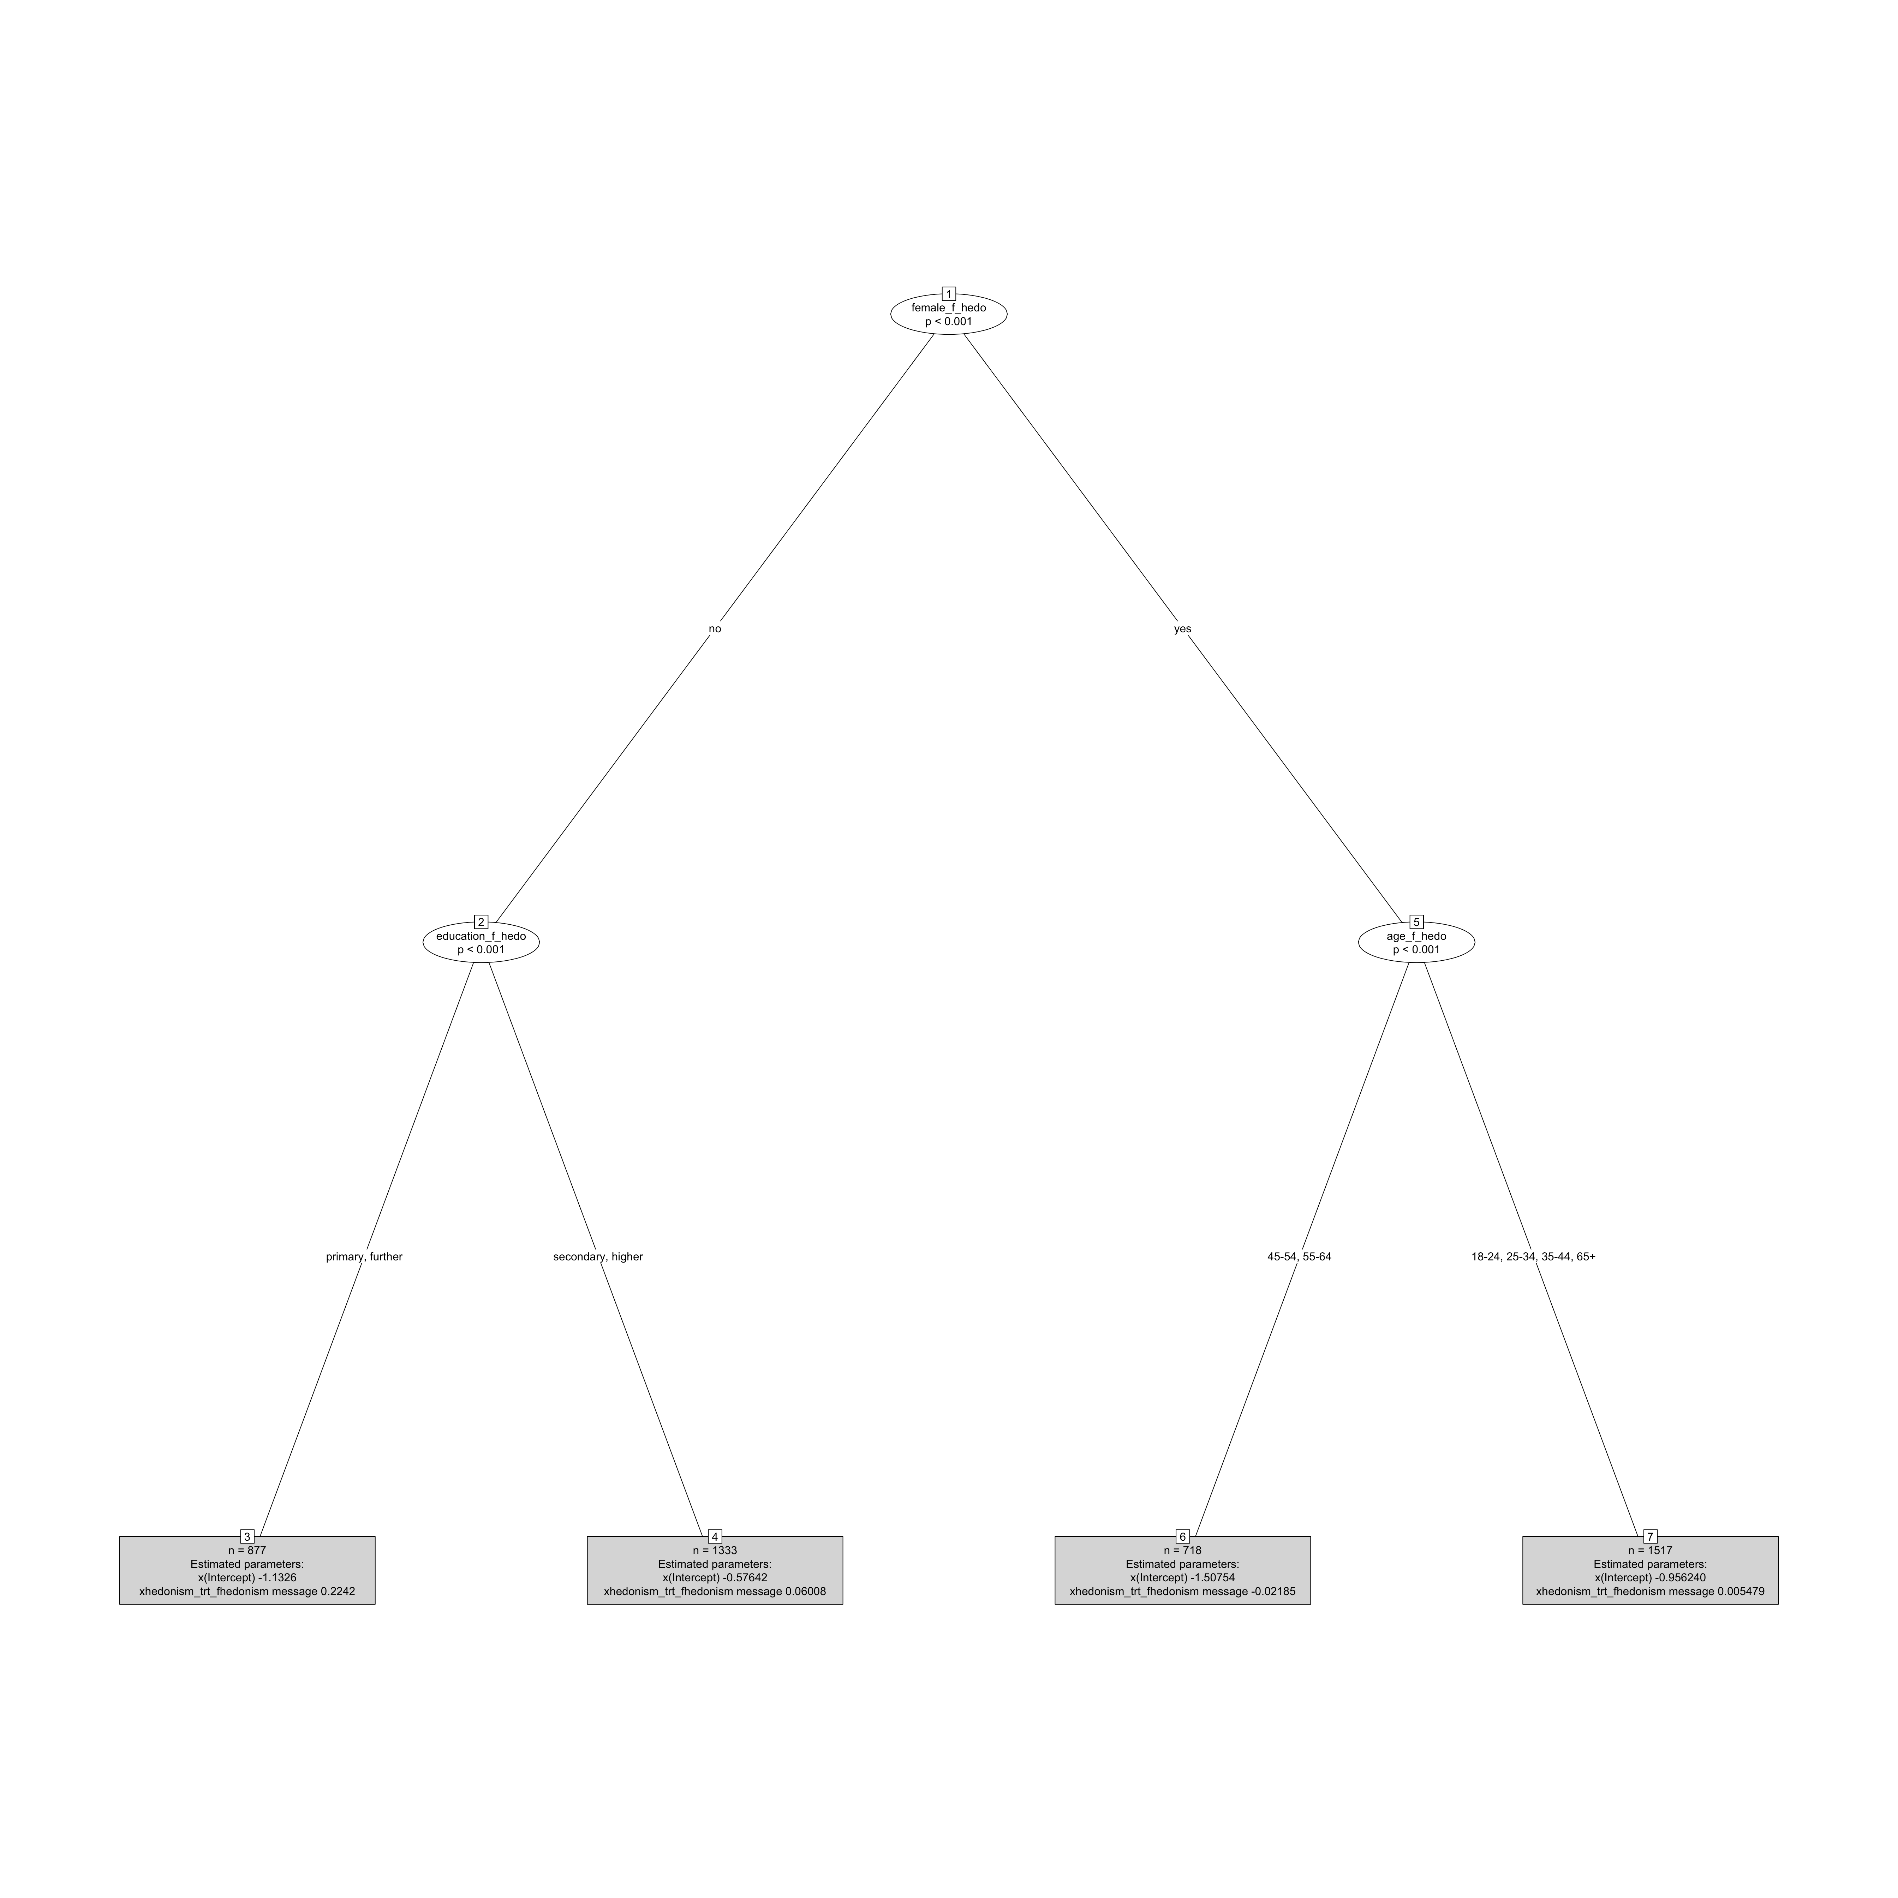 1
female_f_hedo
p < 0.001
no
yes
2
education_f_hedo
p < 0.001
5
age_f_hedo
p < 0.001
primary, further
secondary, higher
45-54, 55-64
18-24, 25-34, 35-44, 65+
3
n = 877
Estimated parameters:
x(Intercept) -1.1326
xhedonism_trt_fhedonism message 0.2242
4
n = 1333
Estimated parameters:
x(Intercept) -0.57642
xhedonism_trt_fhedonism message 0.06008
6
n = 718
Estimated parameters:
x(Intercept) -1.50754
xhedonism_trt_fhedonism message -0.02185
7
n = 1517
Estimated parameters:
x(Intercept) -0.956240
xhedonism_trt_fhedonism message 0.005479